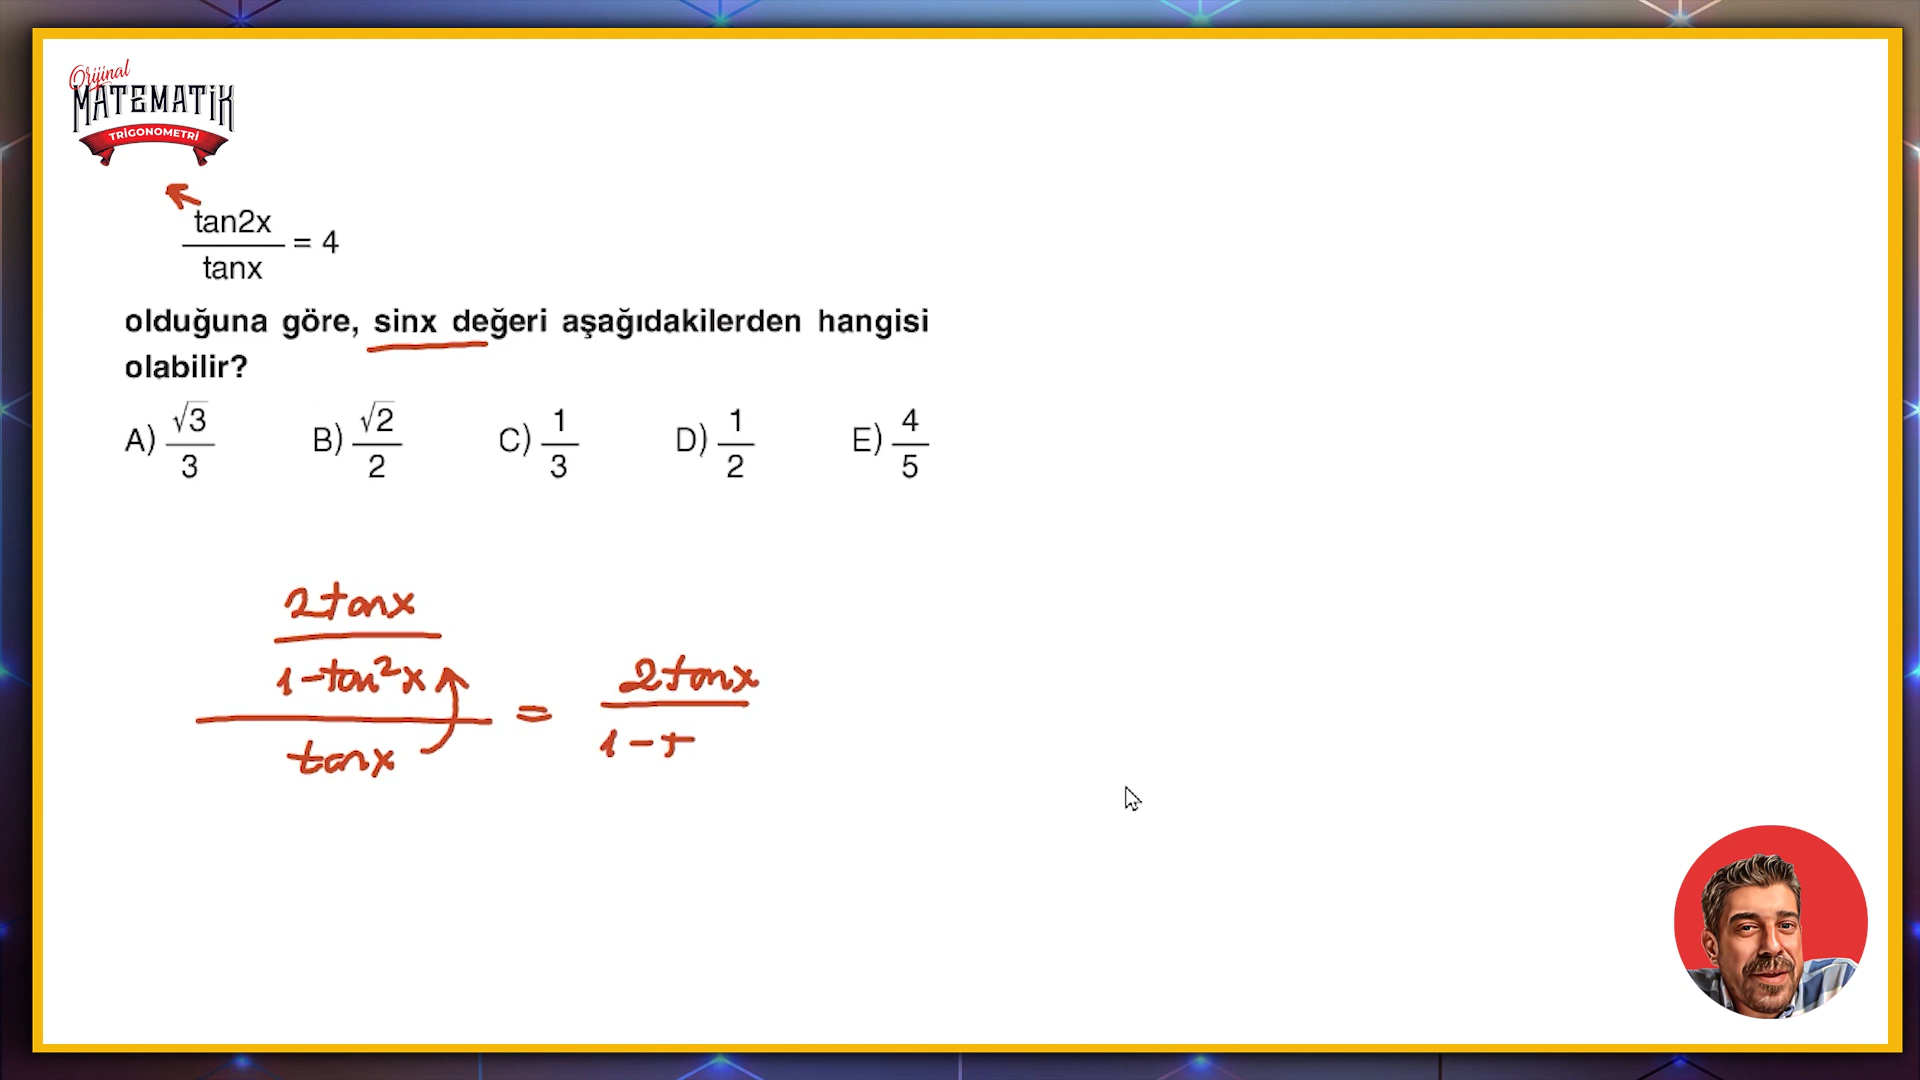 Orijinal
MATEMATİK
TRİGONOMETRİ
tan2x
tanx
= 4
olduğuna göre, sinx değeri aşağıdakilerden hangisi
olabilir?
A) √3/3 B) √2/2 C) 1/3 D) 1/2 E) 4/5
2tanx
1-tan²x
tanx
=
2tanx
1-t